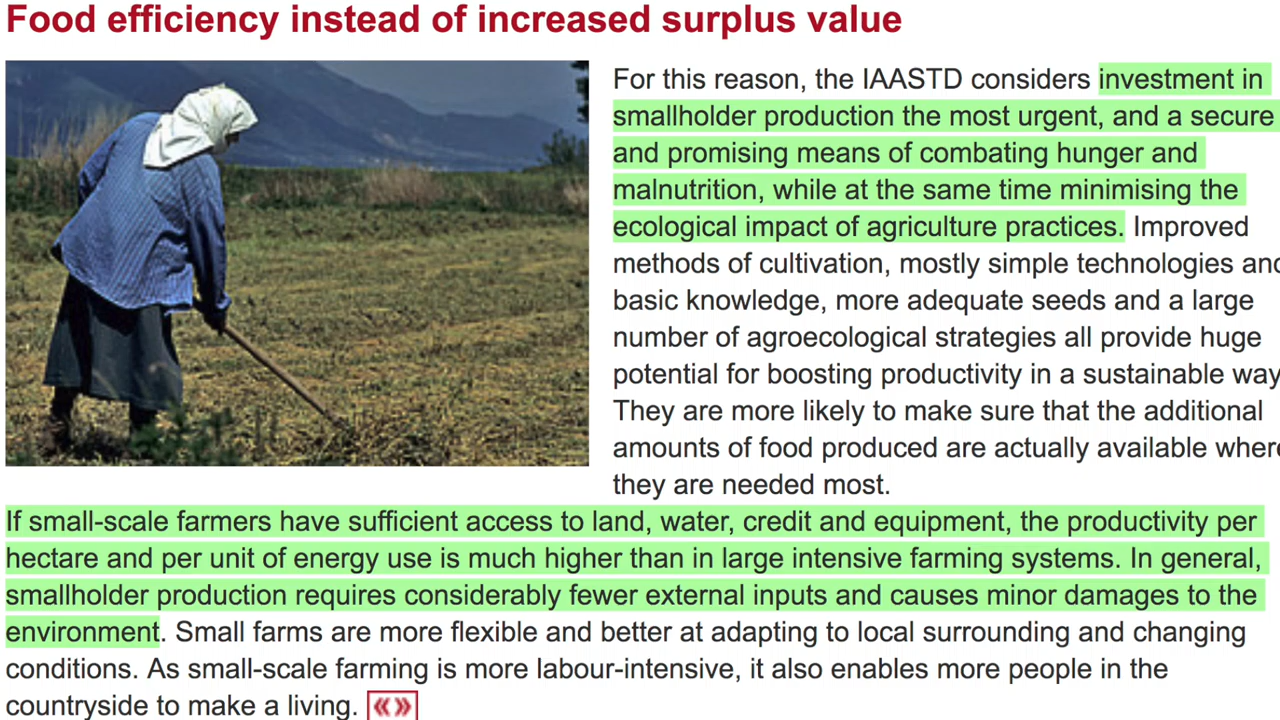 Food efficiency instead of increased surplus value
For this reason, the IAASTD considers investment in
smallholder production the most urgent, and a secure
and promising means of combating hunger and
malnutrition, while at the same time minimising the
ecological impact of agriculture practices. Improved
methods of cultivation, mostly simple technologies and
basic knowledge, more adequate seeds and a large
number of agroecological strategies all provide huge
potential for boosting productivity in a sustainable way
They are more likely to make sure that the additional
amounts of food produced are actually available where
they are needed most.
If small-scale farmers have sufficient access to land, water, credit and equipment, the productivity per
hectare and per unit of energy use is much higher than in large intensive farming systems. In general,
smallholder production requires considerably fewer external inputs and causes minor damages to the
environment. Small farms are more flexible and better at adapting to local surrounding and changing
conditions. As small-scale farming is more labour-intensive, it also enables more people in the
countryside to make a living. «»